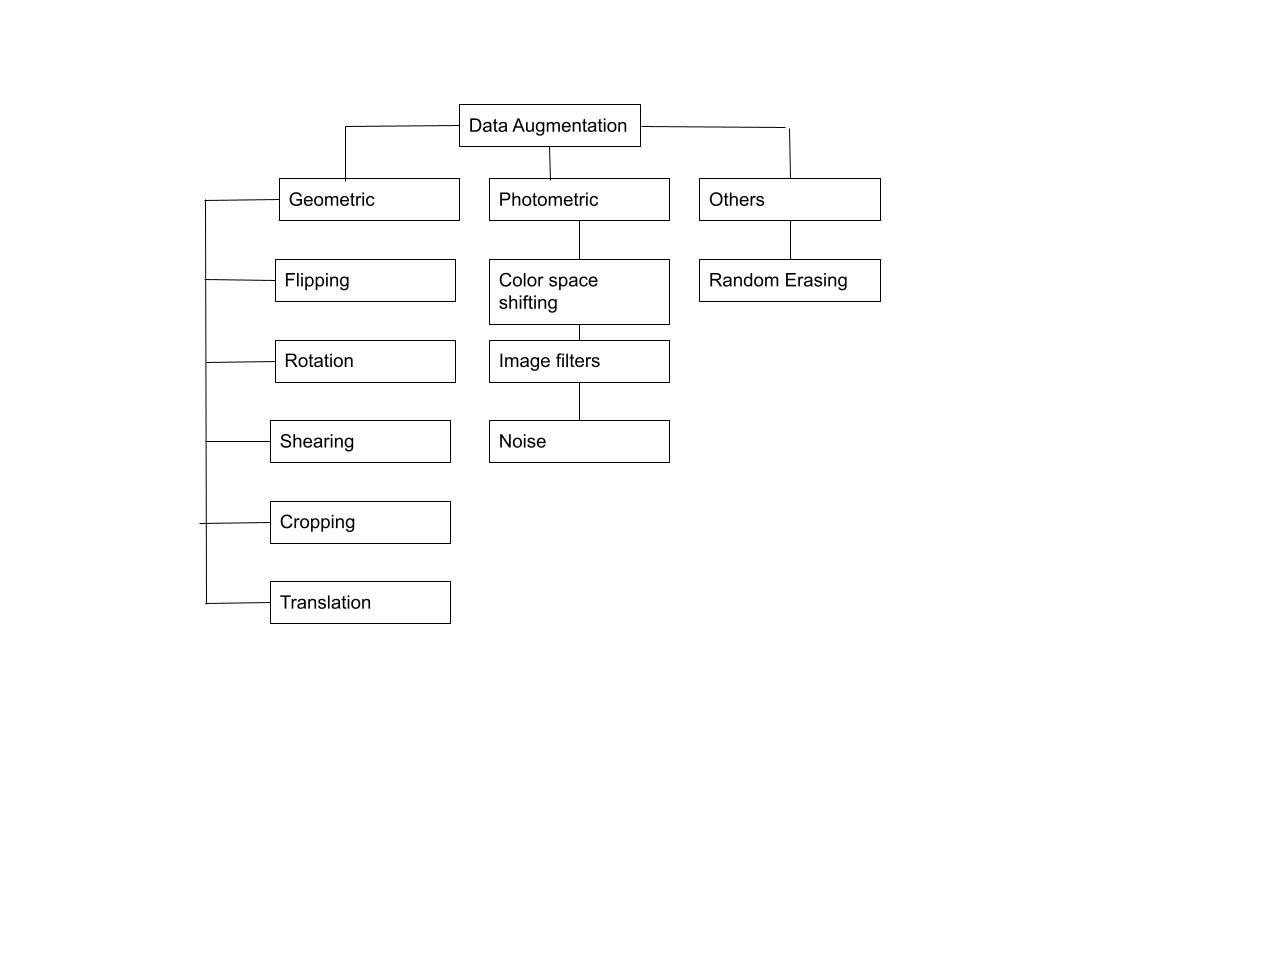 Data Augmentation
Geometric
Photometric
Others
Flipping
Color space
shifting
Random Erasing
Rotation
Image filters
Shearing
Noise
Cropping
Translation